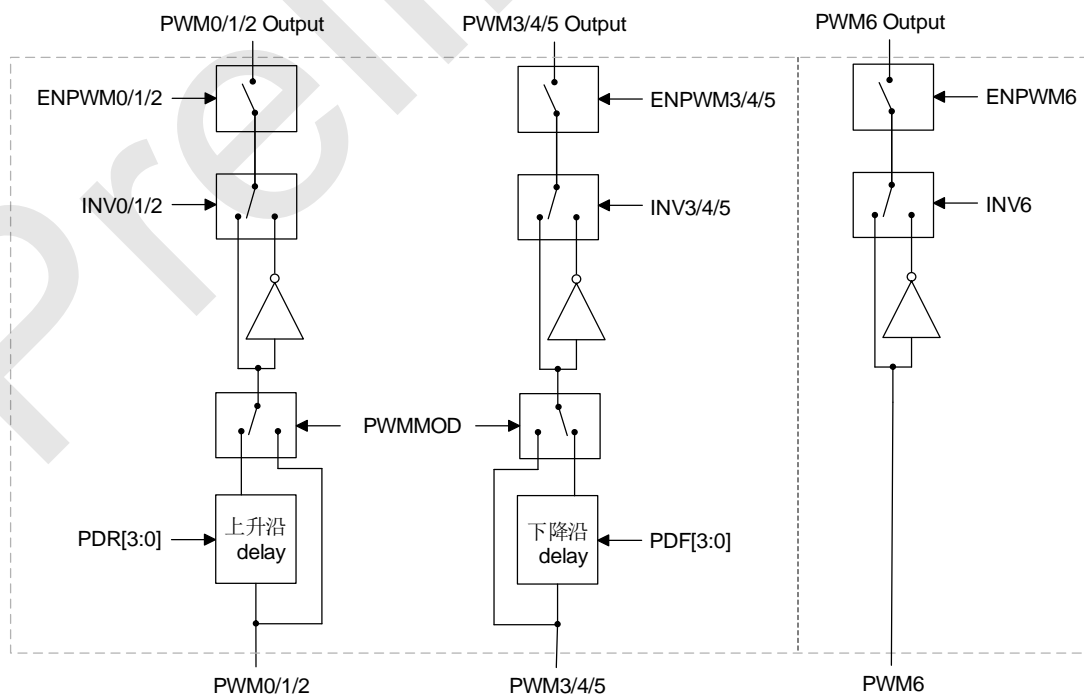 PWM0/1/2 Output
PWM3/4/5 Output
PWM6 Output
ENPWM0/1/2
ENPWM3/4/5
ENPWM6
INV0/1/2
INV3/4/5
INV6
PWMMOD
PDR[3:0]
上升沿
delay
下降沿
delay
PDF[3:0]
PWM0/1/2
PWM3/4/5
PWM6